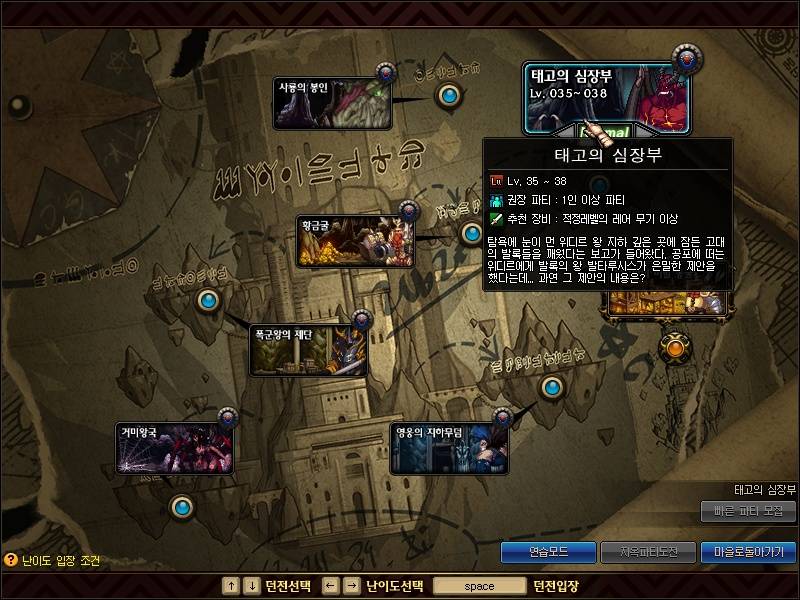 사룡의 봉인
태고의 심장부
Lv. 035~ 038
태고의 심장부
Lv Lv. 35 ~ 38
권장 파티 : 1인 이상 파티
추천 장비 : 적정레벨의 레어 무기 이상
탐욕에 눈이 먼 위디르 왕 지하 깊은 곳에 잠든 고대
의 발록들을 깨웠다는 보고가 들어왔다. 공포에 떠는
위디르에게 발록의 왕 발타루시스가 은밀한 제안을
했다는데... 과연 그 제안의 내용은?
황금굴
폭군왕의 제단
거미왕국
영웅의 지하무덤
태고의 심장부
빠른 파티 모집
? 난이도 입장 조건
연습모드
지옥파티도전
마을로돌아가기
↑ ↓ 던전선택 ← → 난이도선택 space 던전입장